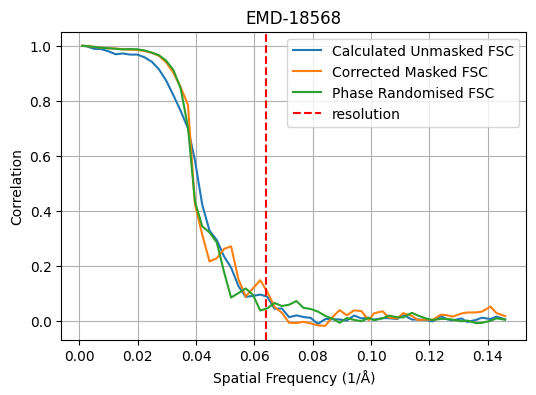 EMD-18568
Calculated Unmasked FSC
Corrected Masked FSC
Phase Randomised FSC
resolution
Correlation
1.0
0.8
0.6
0.4
0.2
0.0
0.00 0.02 0.04 0.06 0.08 0.10 0.12 0.14
Spatial Frequency (1/Å)